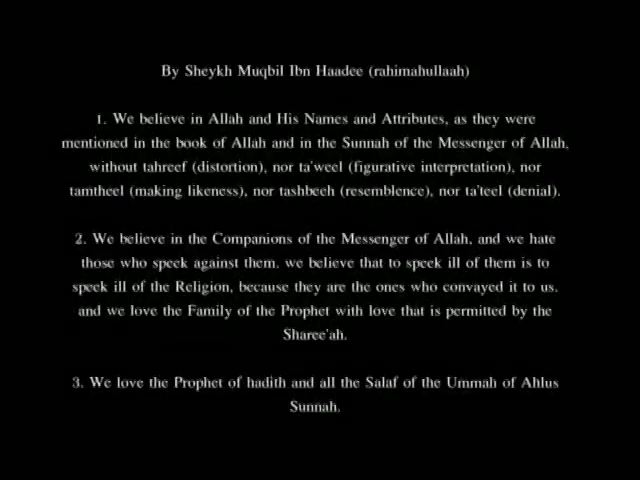 By Sheykh Muqbil Ibn Haadee (rahimahullaah)
1. We believe in Allah and His Names and Attributes, as they were
mentioned in the book of Allah and in the Sunnah of the Messenger of Allah,
without tahreef (distortion), nor ta'weel (figurative interpretation), nor
tamtheel (making likeness), nor tashbeeh (resemblence), nor ta'teel (denial).
2. We believe in the Companions of the Messenger of Allah, and we hate
those who speek against them. we believe that to speek ill of them is to
speek ill of the Religion, because they are the ones who convayed it to us.
and we love the Family of the Prophet with love that is permitted by the
Sharee'ah.
3. We love the Prophet of hadith and all the Salaf of the Ummah of Ahlus
Sunnah.